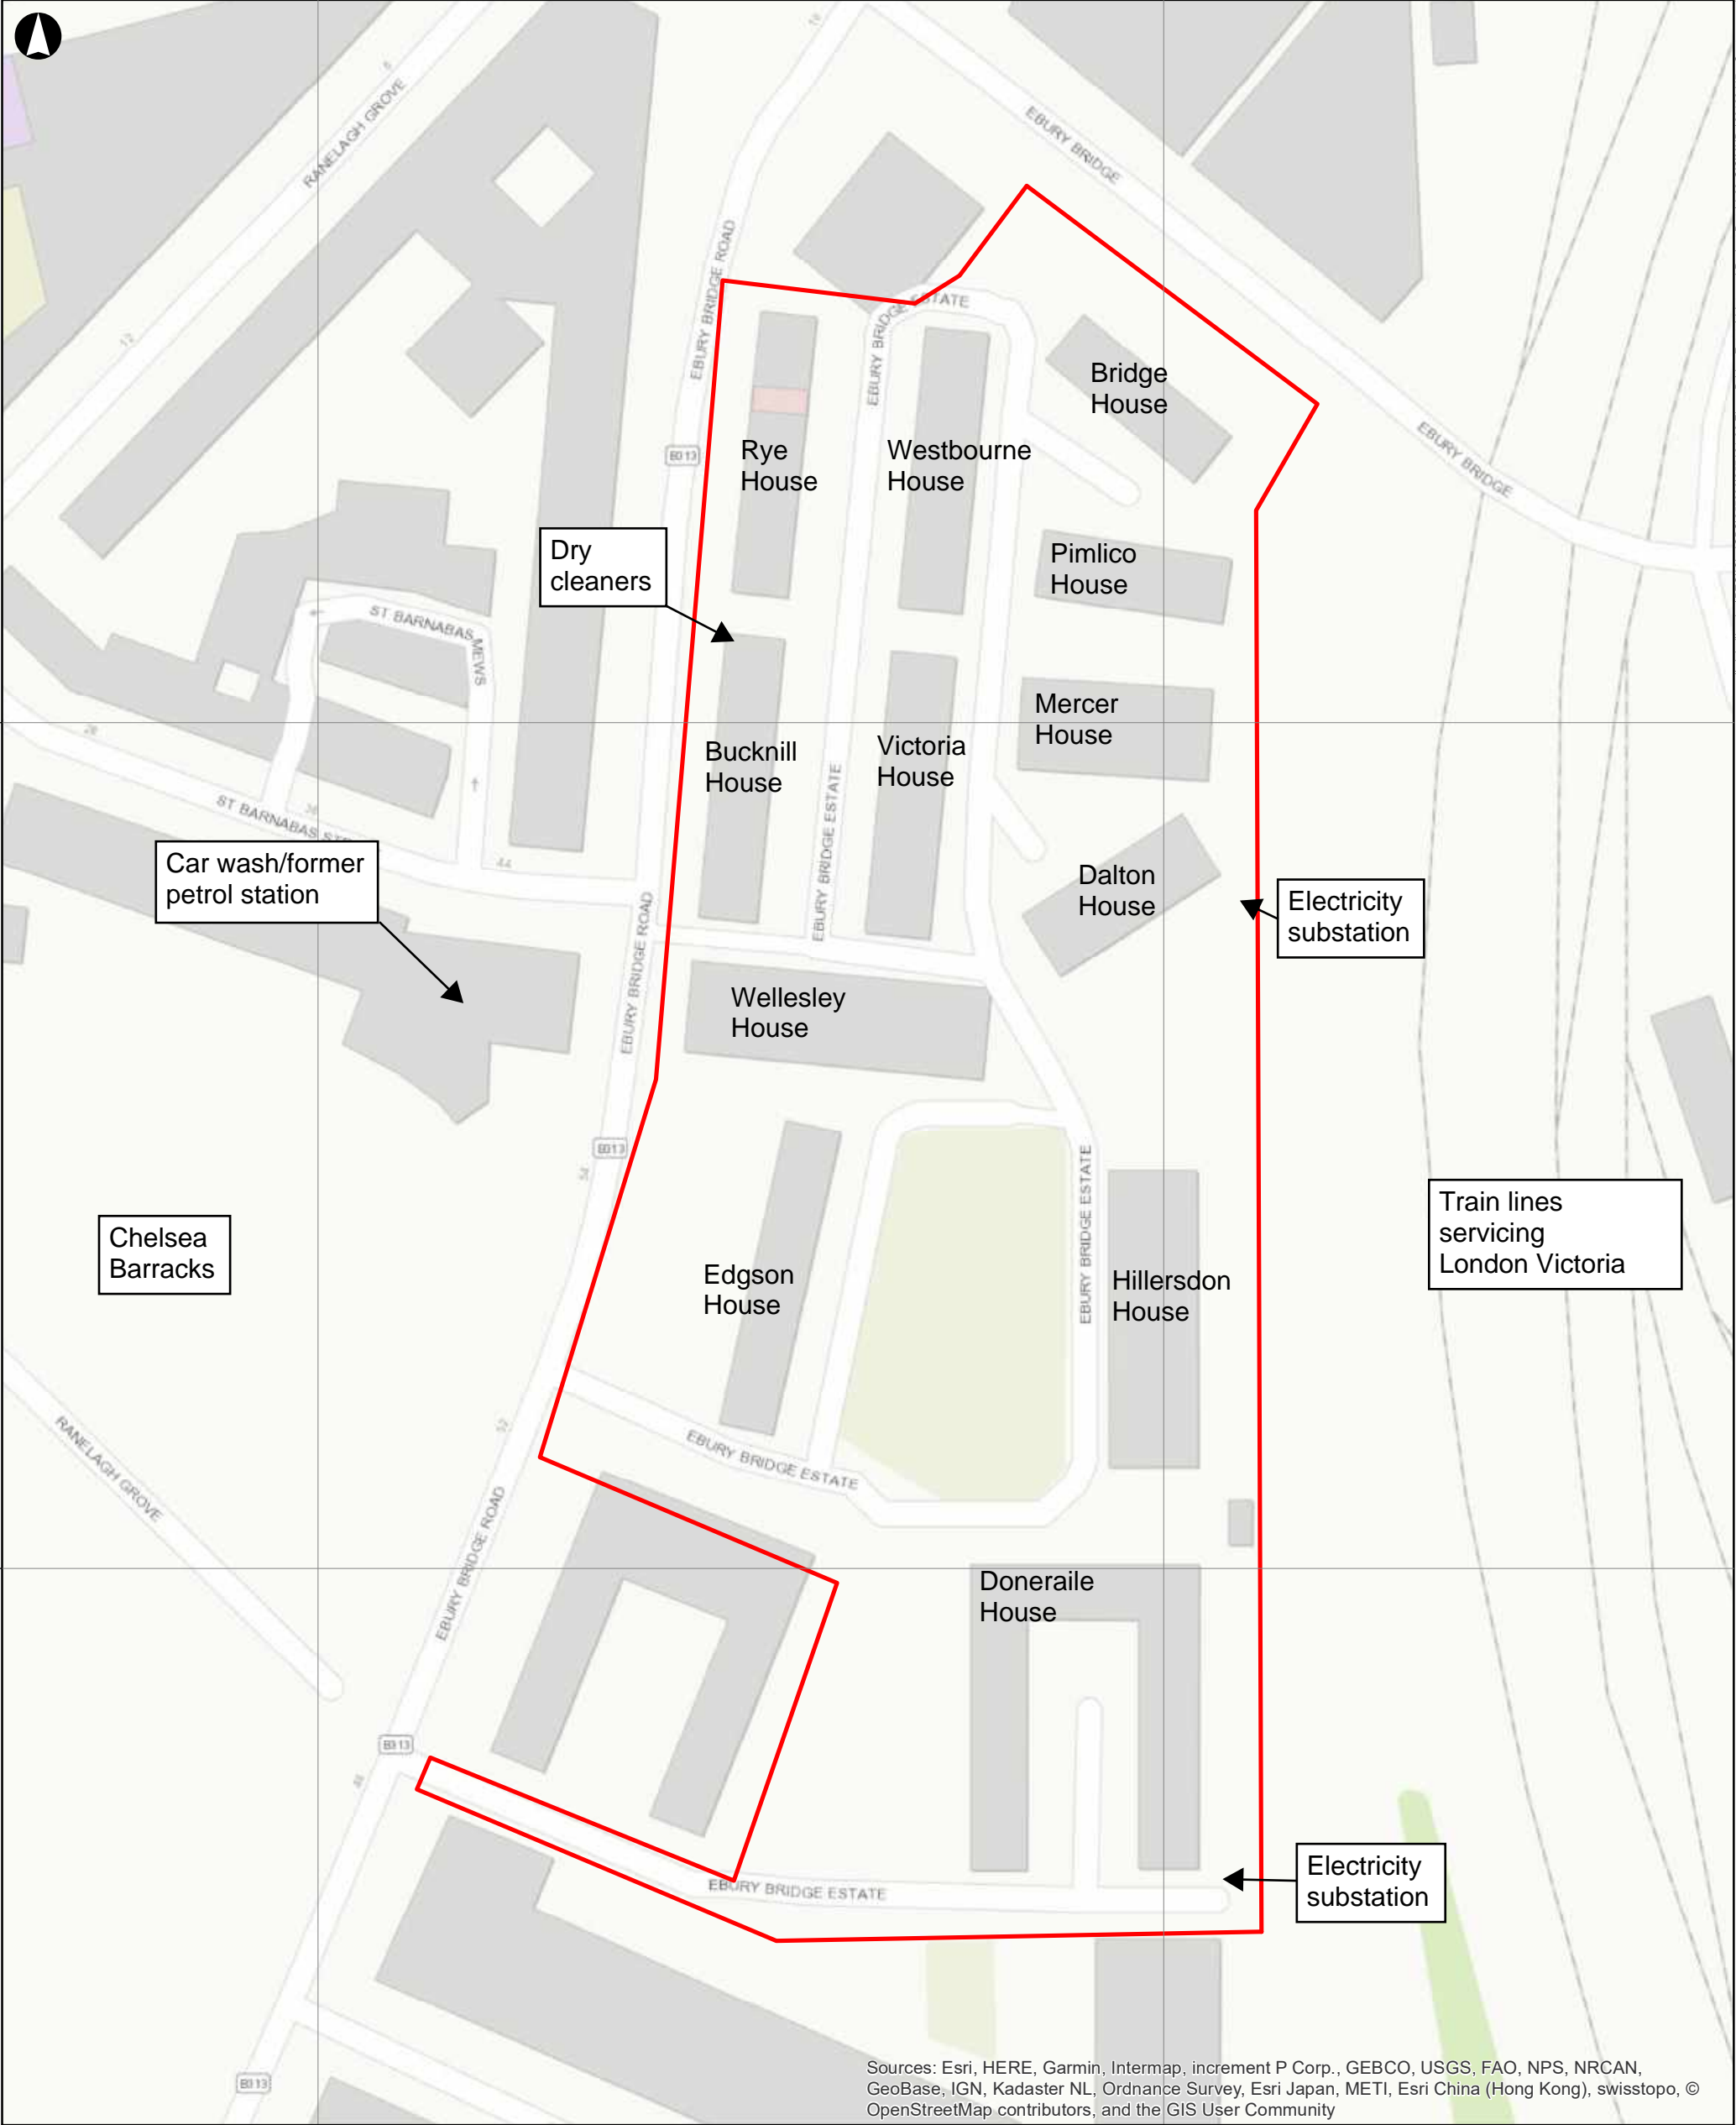 18
6
RANELAGH GROVE
EBURY BRIDGE
EBURY BRIDGE ROAD
12
EBURY BRIDGE ESTATE
Bridge
House
EBURY BRIDGE
B313
Rye
House
Westbourne
House
Dry
cleaners
Pimlico
House
ST BARNABAS MEWS
Mercer
House
Bucknill
House
Victoria
House
EBURY BRIDGE ESTATE
ST BARNABAS
44
Car wash/former
petrol station
Dalton
House
Electricity
substation
EBURY BRIDGE ROAD
Wellesley
House
B313
54
EBURY BRIDGE ESTATE
Train lines
servicing
London Victoria
Chelsea
Barracks
Edgson
House
Hillersdon
House
RANELAGH GROVE
52
EBURY BRIDGE ESTATE
EBURY BRIDGE ROAD
Doneraile
House
B313
EBURY BRIDGE ESTATE
Electricity
substation
B313
Sources: Esri, HERE, Garmin, Intermap, increment P Corp., GEBCO, USGS, FAO, NPS, NRCAN,
GeoBase, IGN, Kadaster NL, Ordnance Survey, Esri Japan, METI, Esri China (Hong Kong), swisstopo, ©
OpenStreetMap contributors, and the GIS User Community